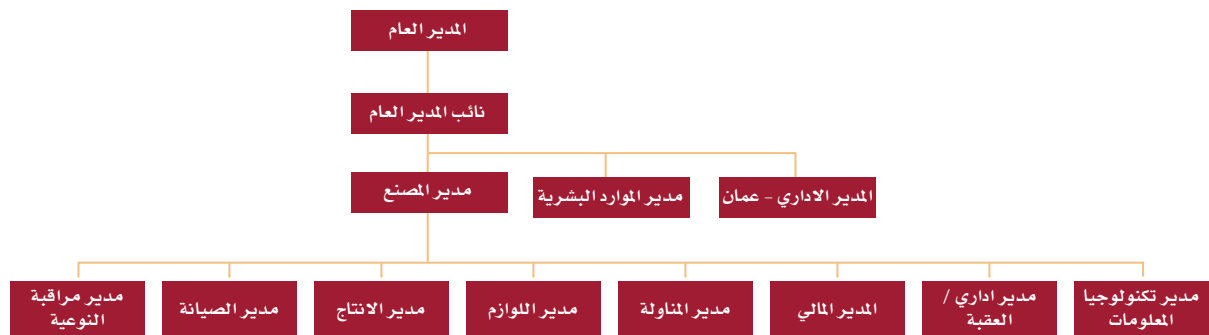 المدير العام
نائب المدير العام
المدير الاداري - عمان
مدير الموارد البشرية
مدير المصنع
مدير تكنولوجيا
المعلومات
مدير اداري /
العقبة
المدير المالي
مدير المناولة
مدير اللوازم
مدير الانتاج
مدير الصيانة
مدير مراقبة
النوعية